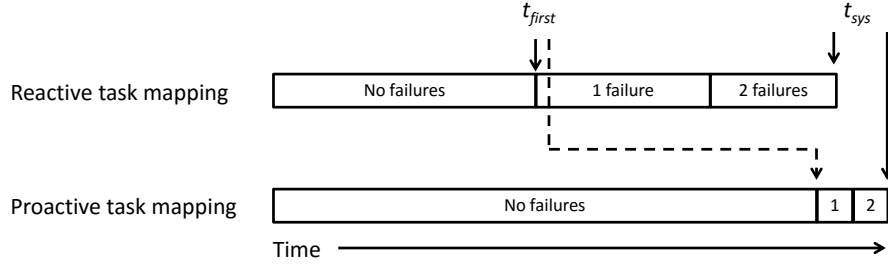 t_first t_sys
Reactive task mapping No failures 1 failure 2 failures
Proactive task mapping No failures 1 2
Time